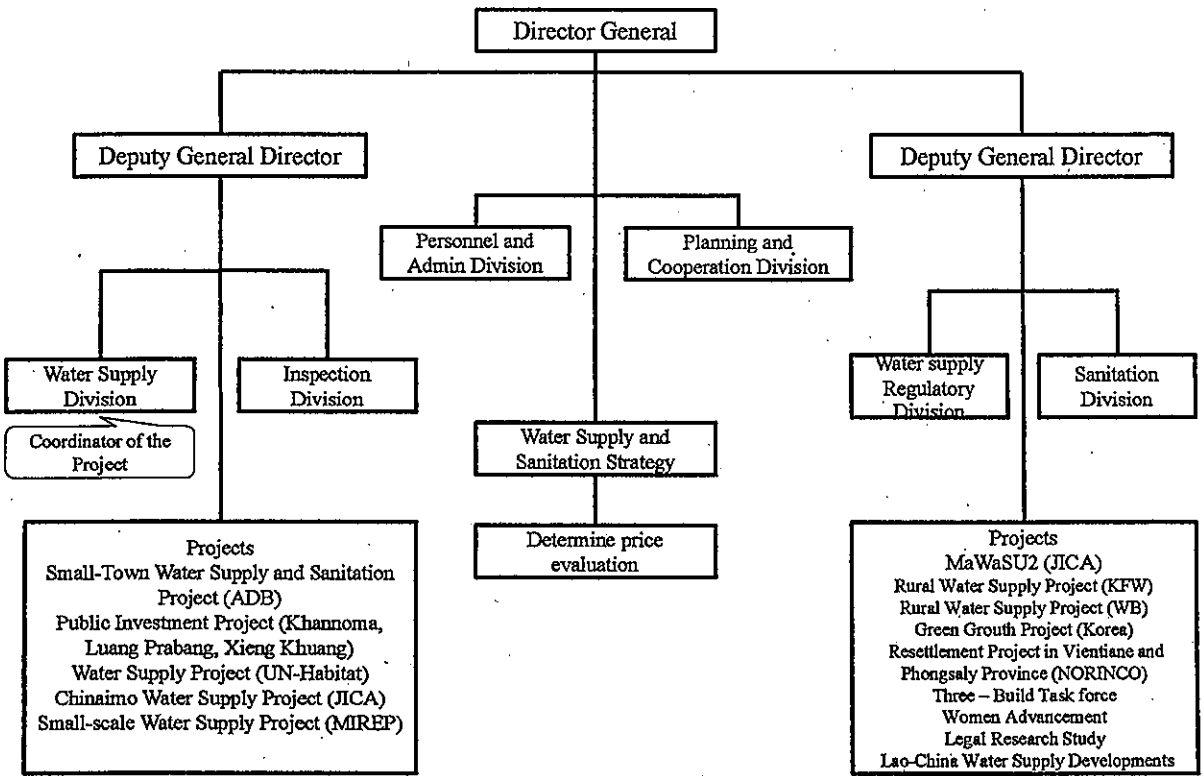 Director General
Deputy General Director
Deputy General Director
Personnel and
Admin Division
Planning and
Cooperation Division
Water Supply
Division
Inspection
Division
Water supply
Regulatory
Division
Sanitation
Division
Coordinator of the
Project
Water Supply and
Sanitation Strategy
Determine price
evaluation
Projects
Small-Town Water Supply and Sanitation
Project (ADB)
Public Investment Project (Khannoma,
Luang Prabang, Xieng Khuang)
Water Supply Project (UN-Habitat)
Chinaimo Water Supply Project (JICA)
Small-scale Water Supply Project (MIREP)
Projects
MaWaSU2 (JICA)
Rural Water Supply Project (KFW)
Rural Water Supply Project (WB)
Green Grouth Project (Korea)
Resettlement Project in Vientiane and
Phongsaly Province (NORINCO)
Three – Build Task force
Women Advancement
Legal Research Study
Lao-China Water Supply Developments